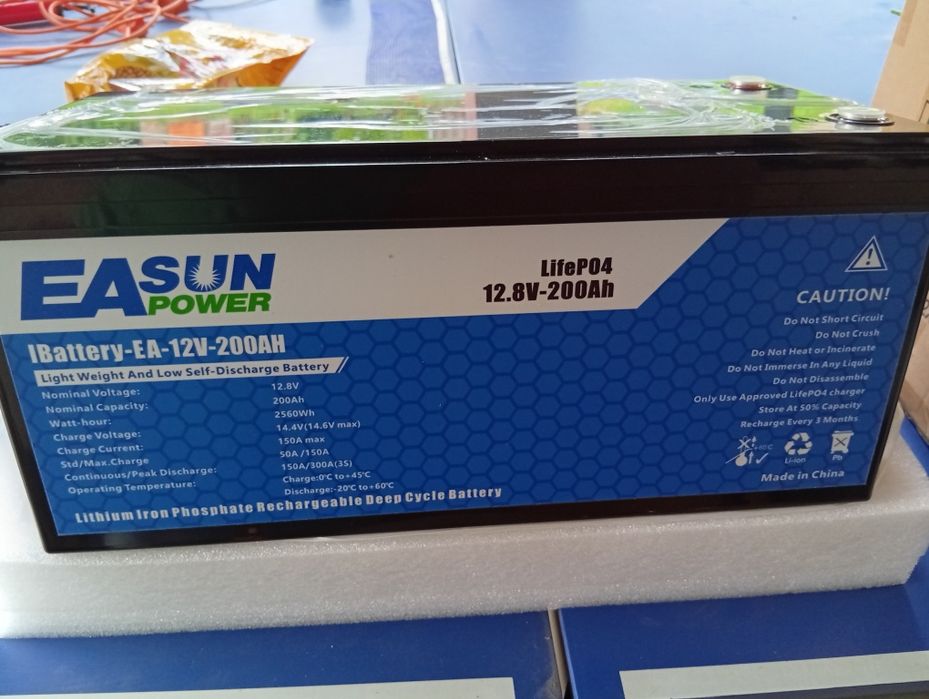 EASUN
POWER
LifePO4
12.8V-200Ah
IBattery-EA-12V-200AH
Light Weight And Low Self-Discharge Battery
Nominal Voltage: 12.8V
Nominal Capacity: 200Ah
Watt-hour: 2560Wh
Charge Voltage: 14.4V(14.6V max)
Charge Current: 150A max
Std/Max.Charge 50A /150A
Continuous/Peak Discharge: 150A/300A(3S)
Operating Temperature: Charge:0℃ to+45℃
Discharge:-20℃ to+60℃
Lithium Iron Phosphate Rechargeable Deep Cycle Battery
CAUTION!
Do Not Short Circuit
Do Not Crush
Do Not Heat or Incinerate
Do Not Immerse In Any Liquid
Do Not Disassemble
Only Use Approved LifePO4 charger
Store At 50% Capacity
Recharge Every 3 Months
Li-ion
Pb
Made in China